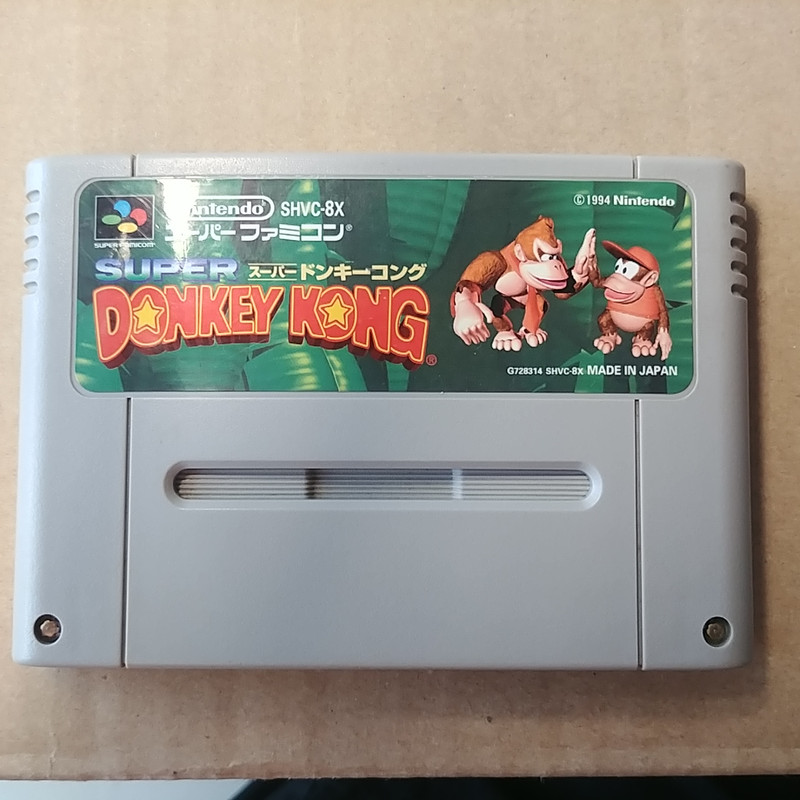 © 1994 Nintendo
Nintendo SHVC-8X
SUPER FAMICOM
スーパーファミコン®
SUPER スーパードンキーコング
DONKEY KONG®
G728314 SHVC-8X MADE IN JAPAN